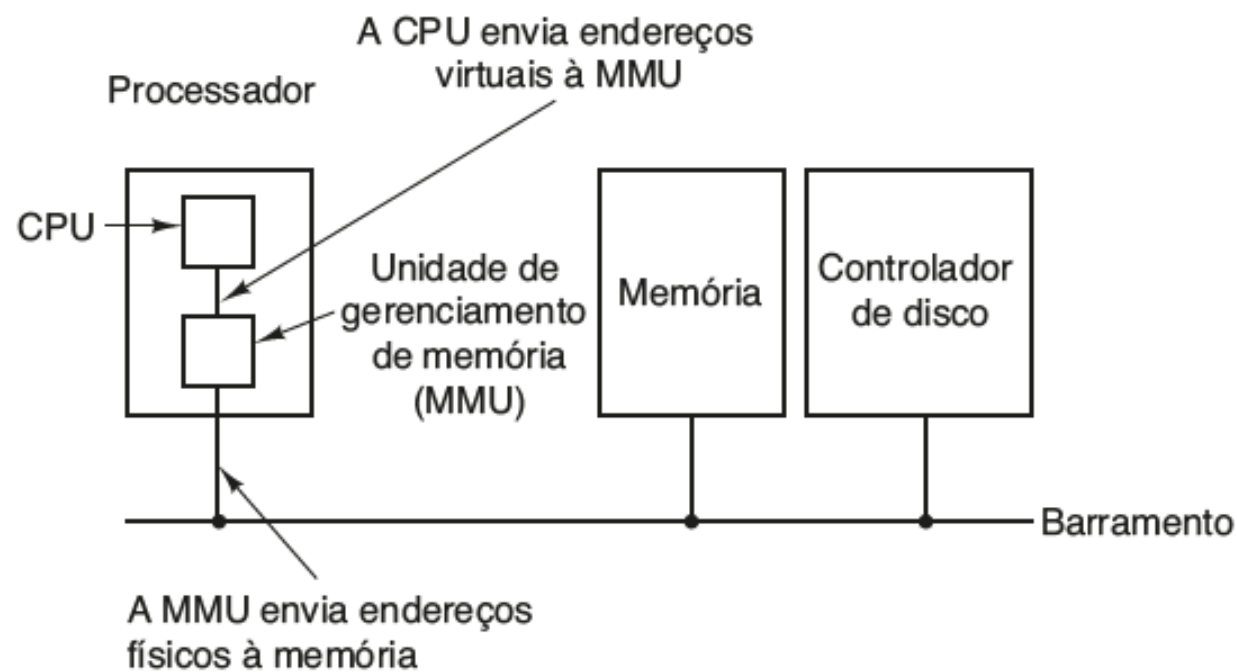 A CPU envia endereços
virtuais à MMU
Processador
CPU
Unidade de
gerenciamento
de memória
(MMU)
Memória
Controlador
de disco
Barramento
A MMU envia endereços
físicos à memória